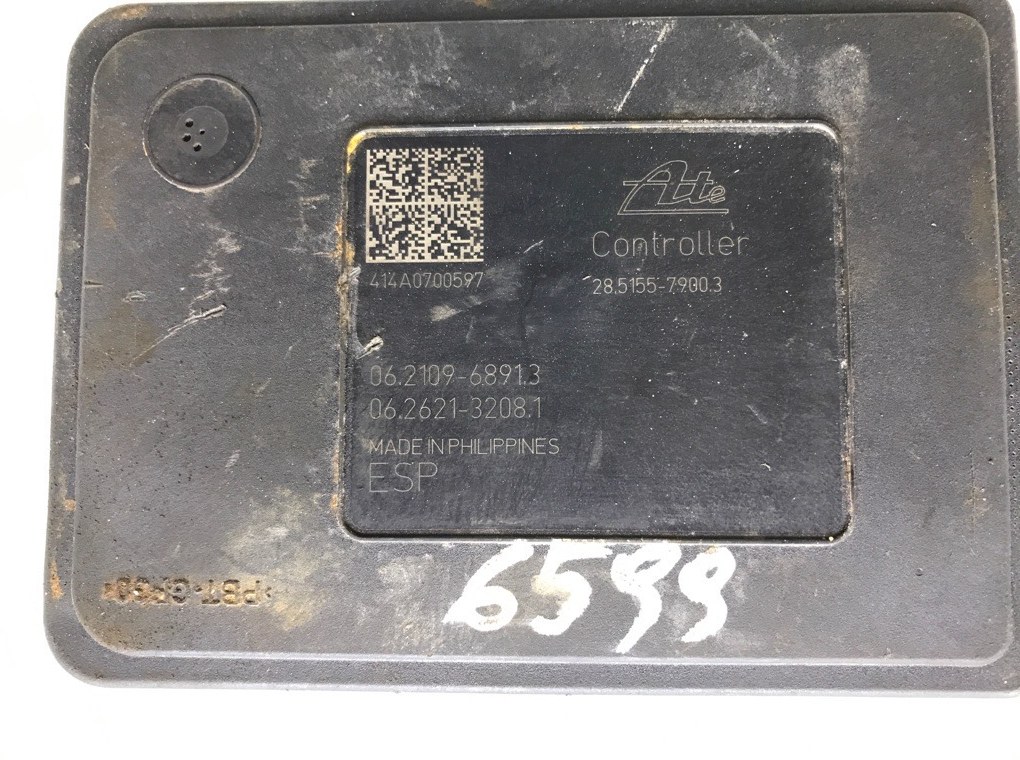 Ate
Controller
414A0700597
28.5155-7900.3
06.2109-6891.3
06.2621-3208.1
MADE IN PHILIPPINES
ESP
6599